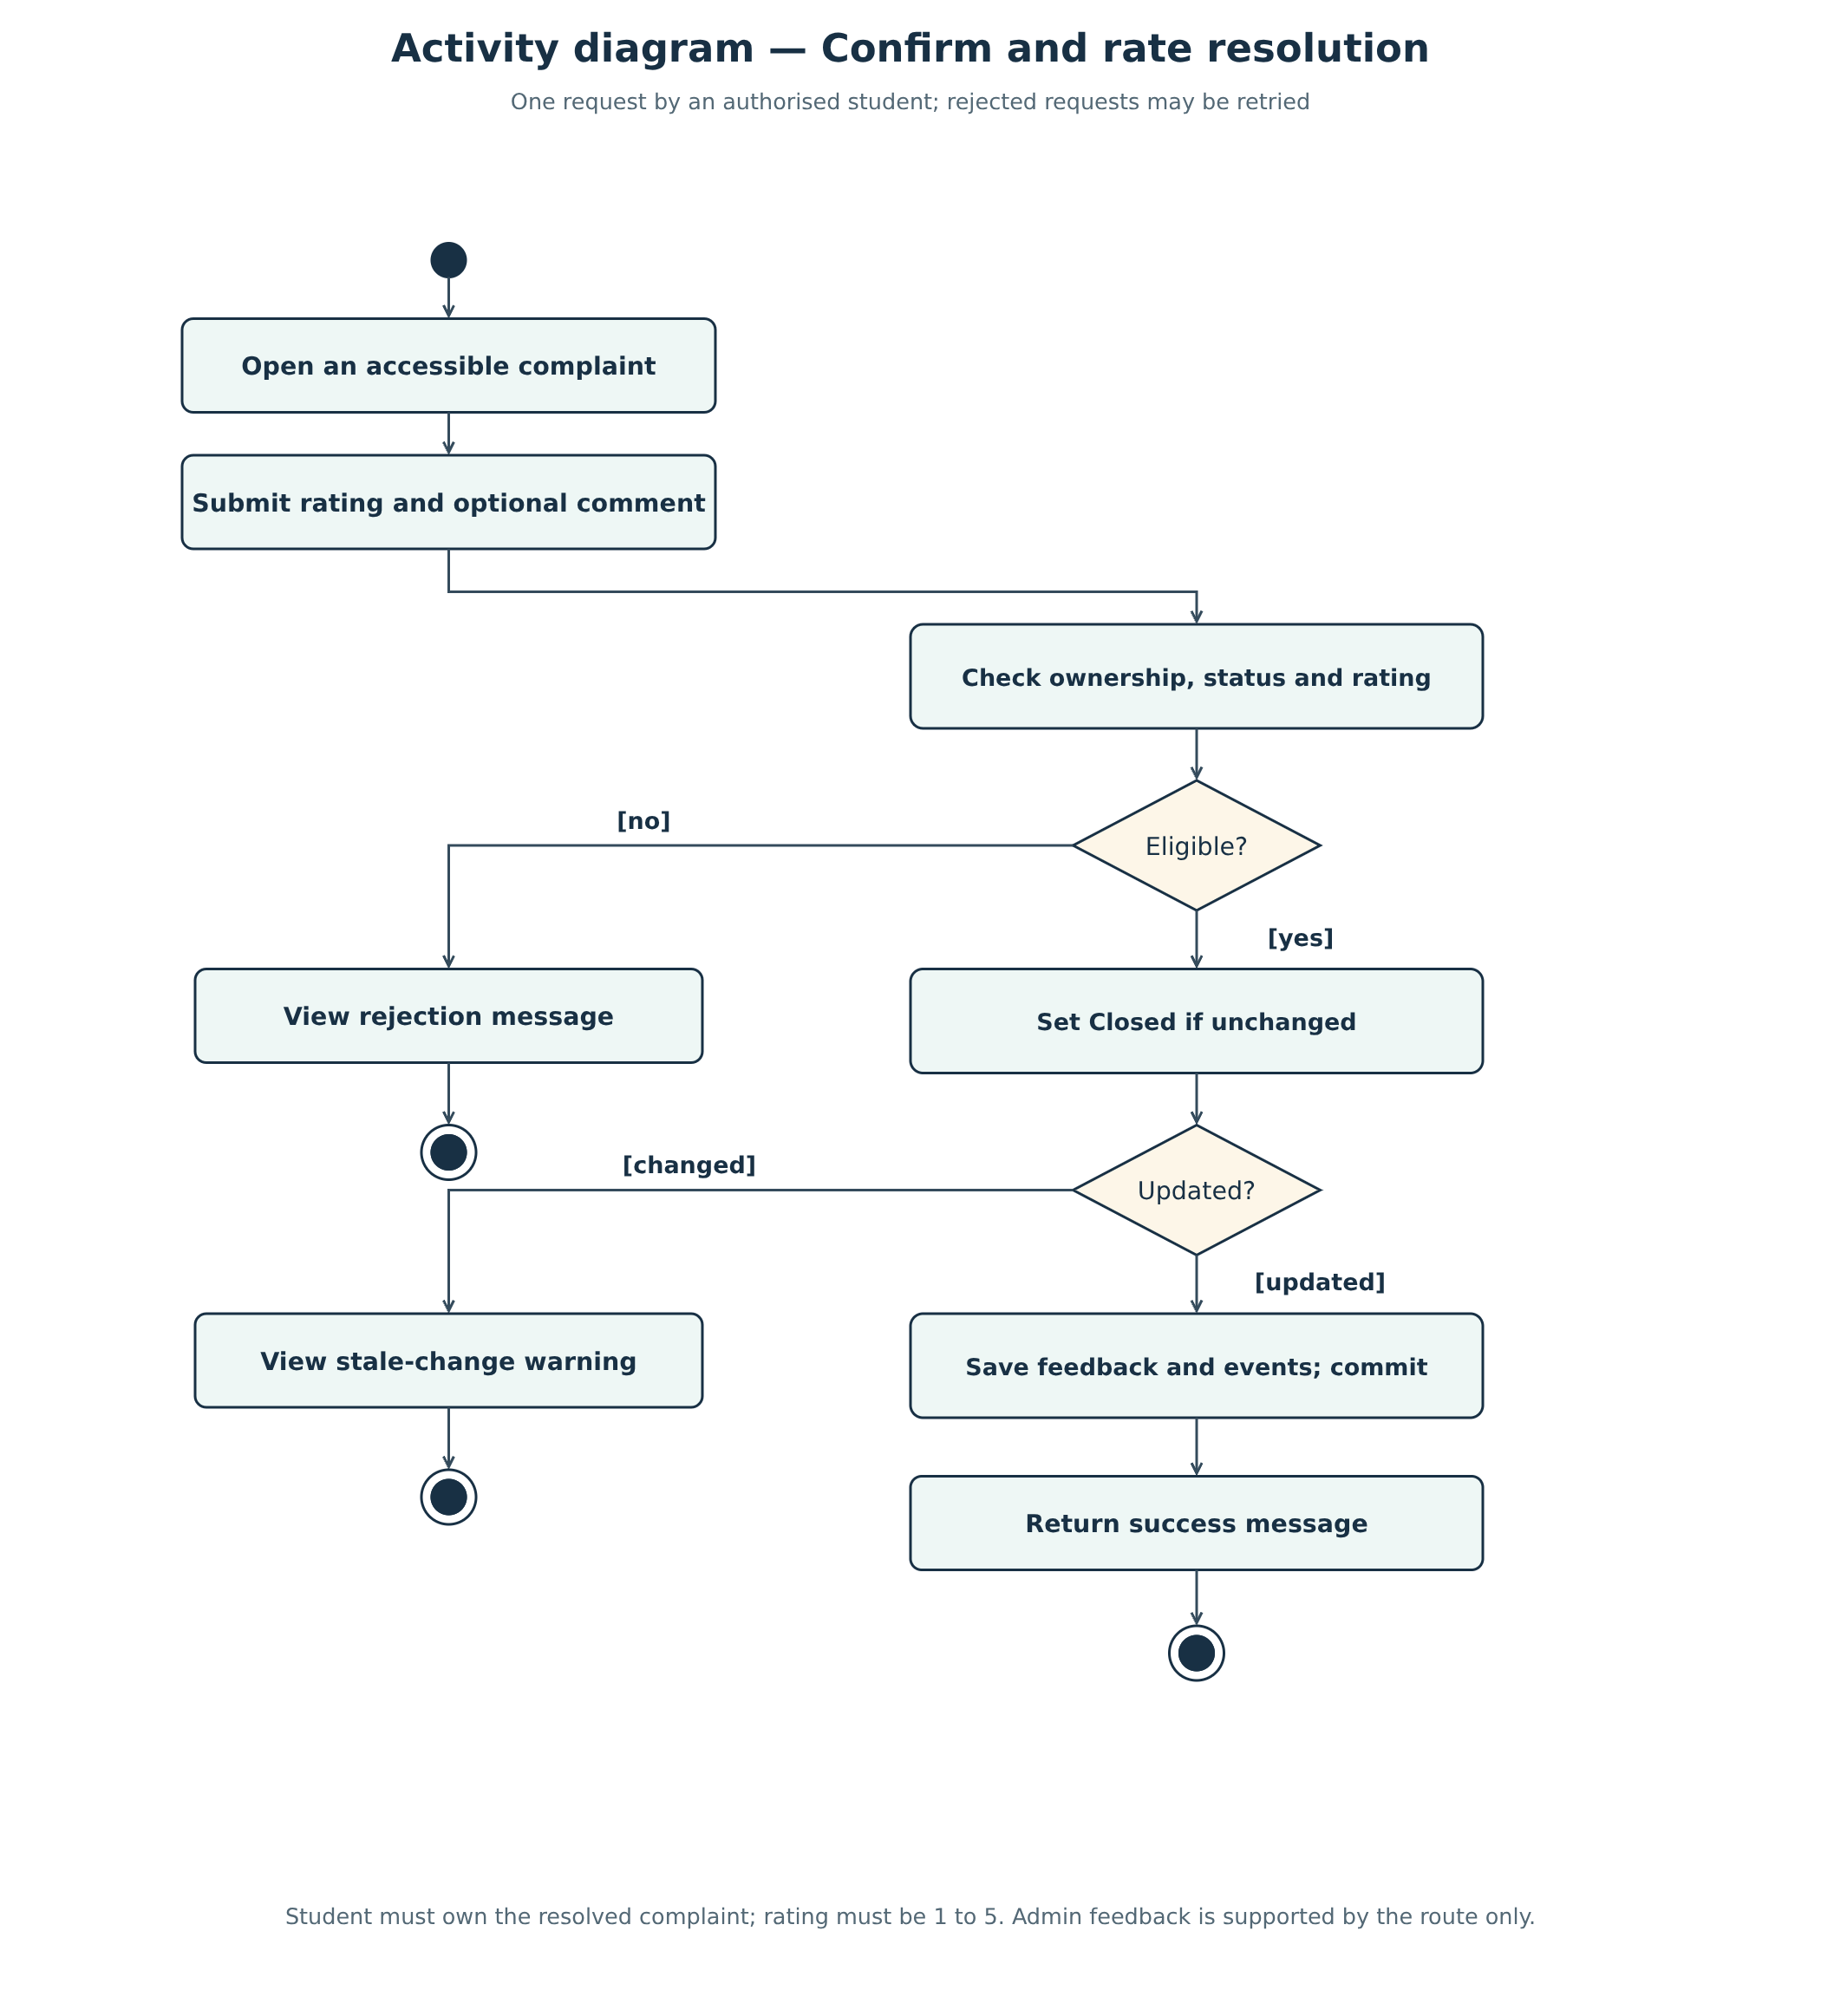 Activity diagram — Confirm and rate resolution
One request by an authorised student; rejected requests may be retried
Open an accessible complaint
Submit rating and optional comment
Check ownership, status and rating
[no]
Eligible?
[yes]
View rejection message
Set Closed if unchanged
[changed]
Updated?
[updated]
View stale-change warning
Save feedback and events; commit
Return success message
Student must own the resolved complaint; rating must be 1 to 5. Admin feedback is supported by the route only.